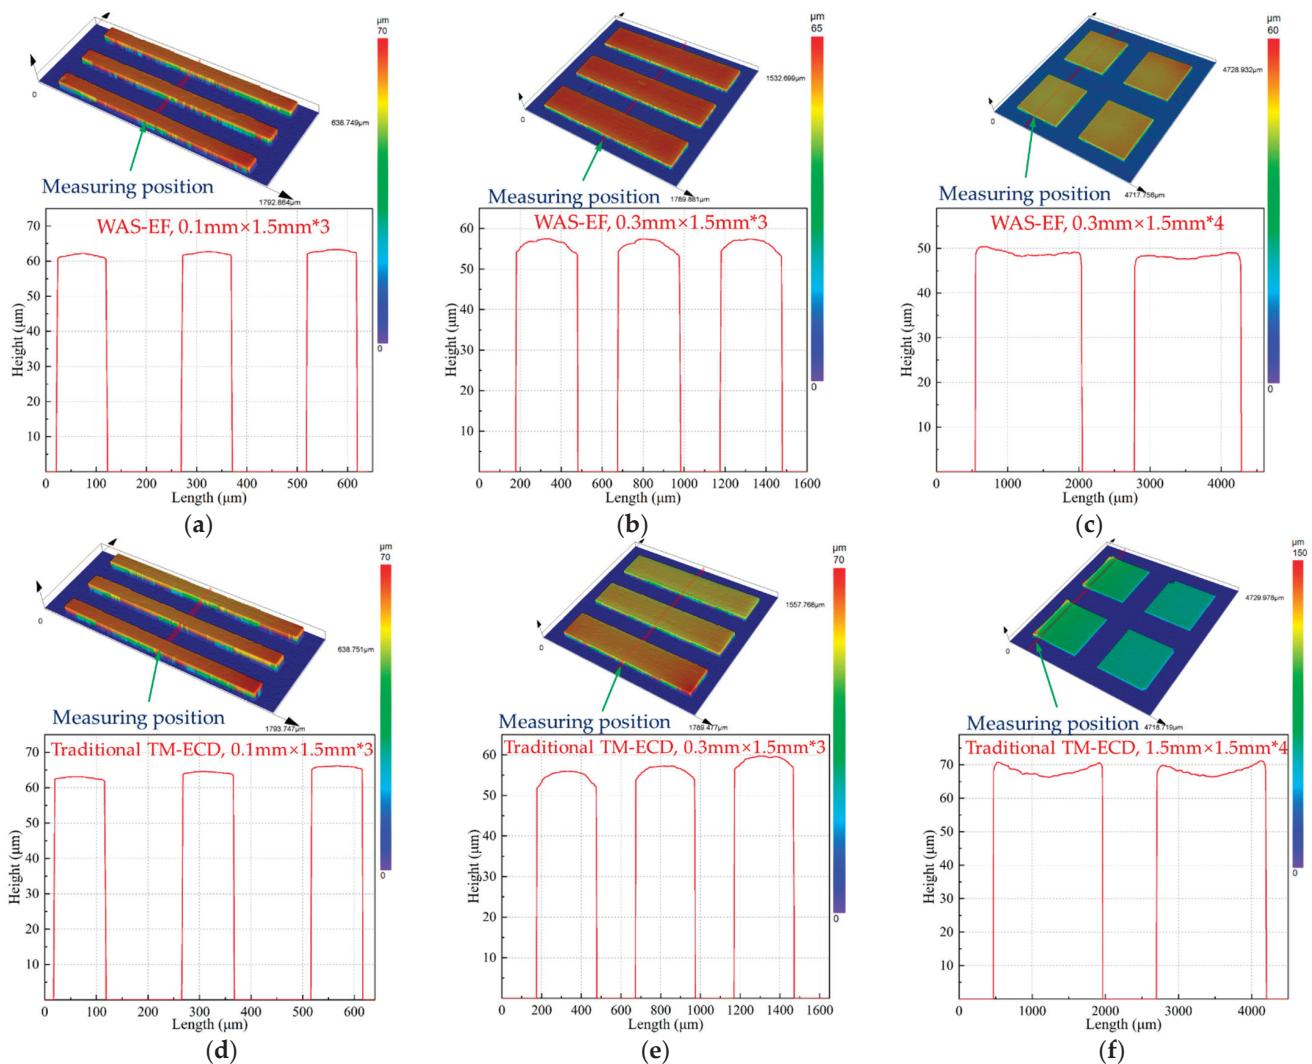 µm
70
0
638.749µm
1792.864µm
Measuring position
0
WAS-EF, 0.1mm×1.5mm*3
70
60
50
40
30
20
10
Height (µm)
0 100 200 300 400 500 600
Length (µm)
(a)
65
0
1532.699µm
1789.881µm
Measuring position
0
WAS-EF, 0.3mm×1.5mm*3
60
50
40
30
20
10
Height (µm)
0 200 400 600 800 1000 1200 1400 1600
Length (µm)
(b)
µm
60
0
4728.932µm
4717.756µm
Measuring position
0
WAS-EF, 0.3mm×1.5mm*4
50
40
30
20
10
Height (µm)
0 1000 2000 3000 4000
Length (µm)
(c)
µm
70
0
638.751µm
1793.747µm
Measuring position
0
Traditional TM-ECD, 0.1mm×1.5mm*3
70
60
50
40
30
20
10
Height (µm)
0 100 200 300 400 500 600
Length (µm)
(d)
µm
70
0
1557.766µm
1789.477µm
Measuring position
0
Traditional TM-ECD, 0.3mm×1.5mm*3
60
50
40
30
20
10
Height (µm)
0 200 400 600 800 1000 1200 1400 1600
Length (µm)
(e)
µm
150
0
4729.978µm
4718.719µm
Measuring position
0
Traditional TM-ECD, 1.5mm×1.5mm*4
70
60
50
40
30
20
10
Height (µm)
0 1000 2000 3000 4000
Length (µm)
(f)